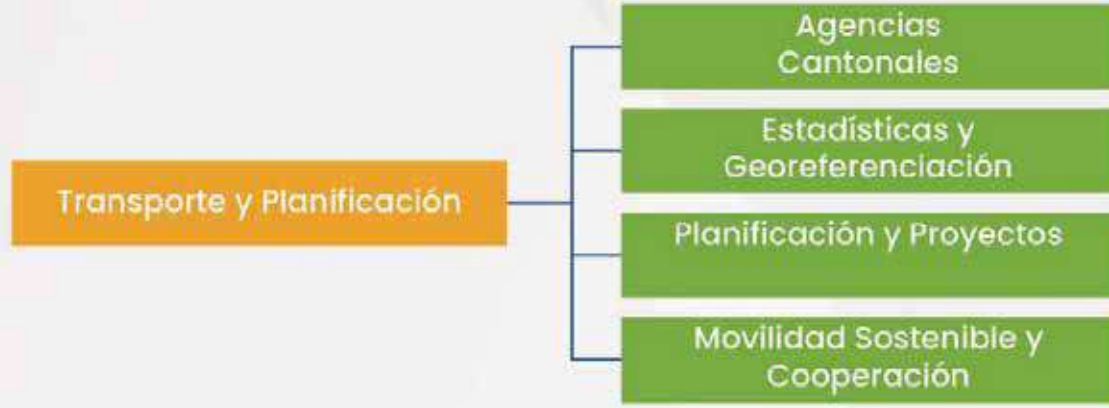 Transporte y Planificación
Agencias
Cantonales
Estadísticas y
Georeferenciación
Planificación y Proyectos
Movilidad Sostenible y
Cooperación